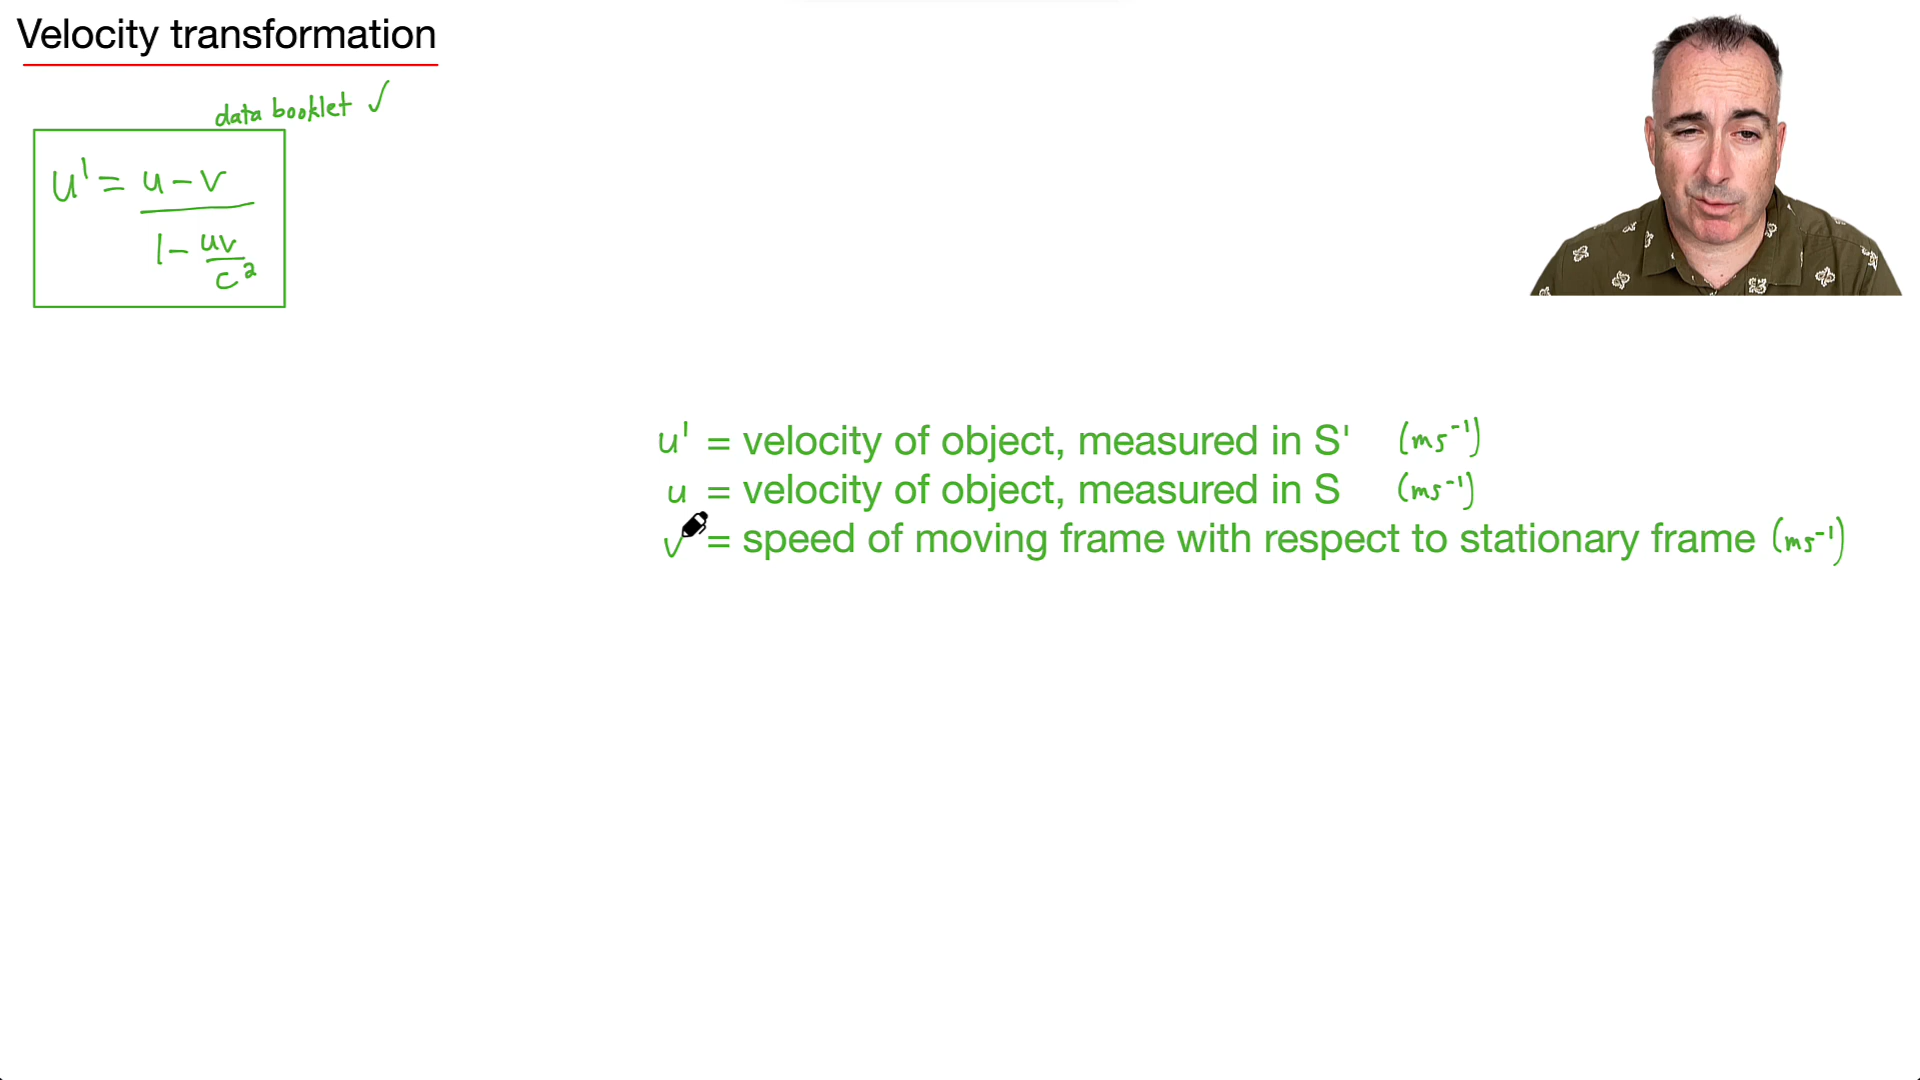 Velocity transformation
data booklet ✓
u' = u - v
1 - uv
c²
u' = velocity of object, measured in S' (ms⁻¹)
u = velocity of object, measured in S (ms⁻¹)
v = speed of moving frame with respect to stationary frame (ms⁻¹)